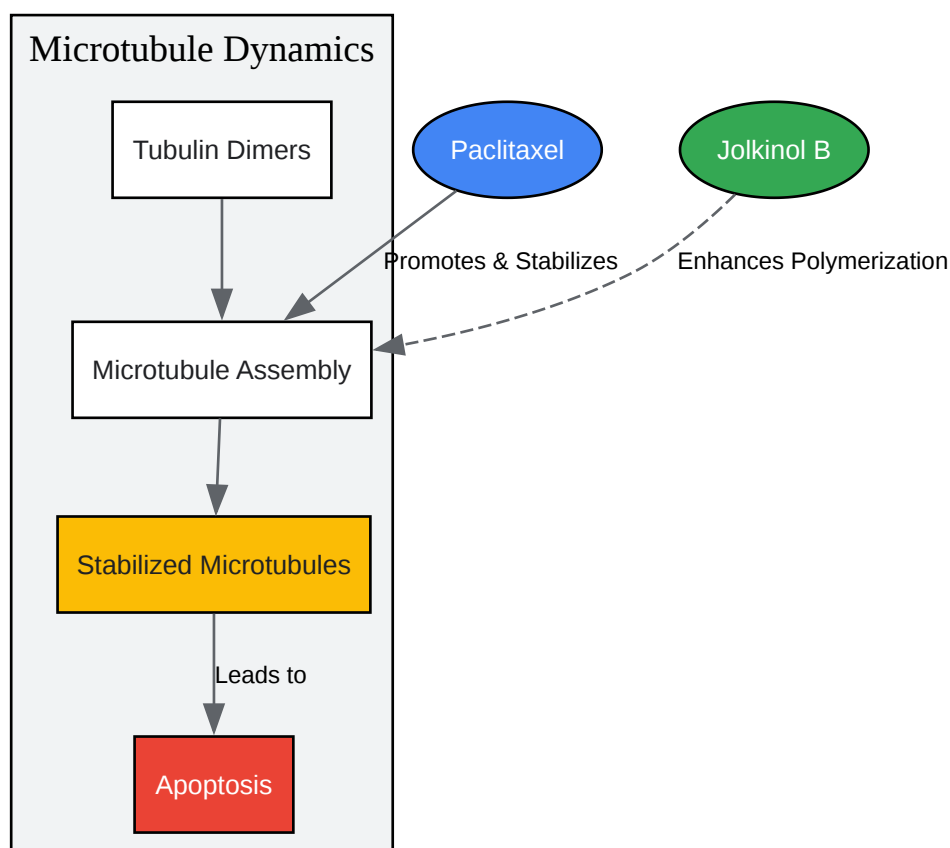 Microtubule Dynamics
Tubulin Dimers
Paclitaxel
Jolkinol B
Promotes & Stabilizes
Enhances Polymerization
Microtubule Assembly
Stabilized Microtubules
Leads to
Apoptosis